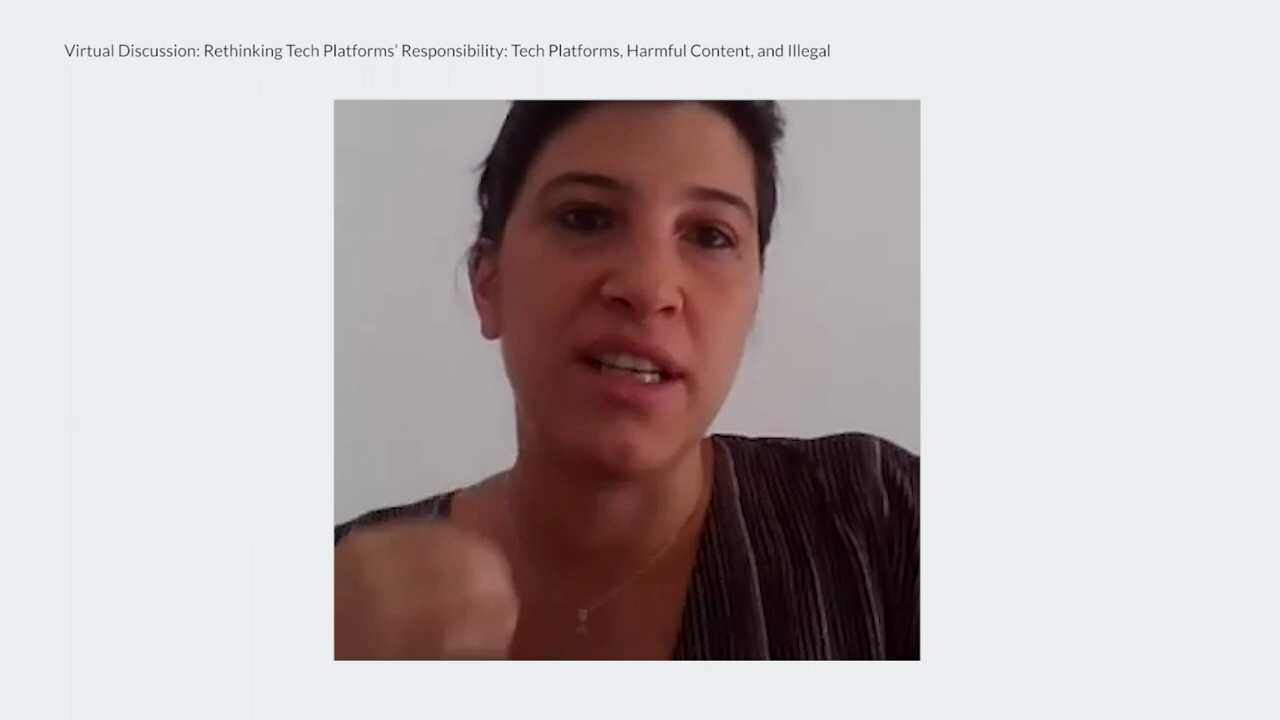 Virtual Discussion: Rethinking Tech Platforms’ Responsibility: Tech Platforms, Harmful Content, and Illegal